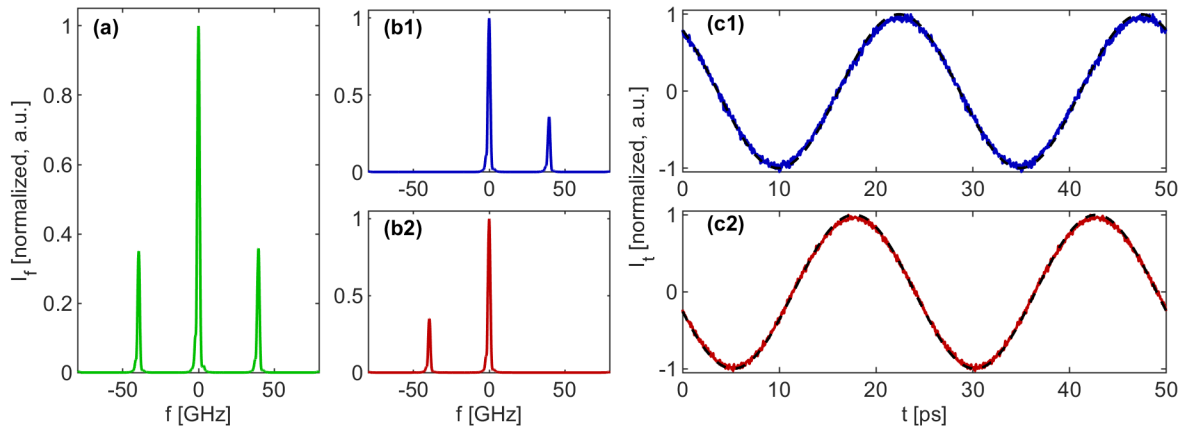 (a)
1
0.8
0.6
0.4
0.2
0
-50 0 50
f [GHz]
I_f [normalized, a.u.]
(b1)
1
0.5
0
-50 0 50
(b2)
1
0.5
0
-50 0 50
f [GHz]
(c1)
1
0
-1
0 10 20 30 40 50
(c2)
1
0
-1
0 10 20 30 40 50
t [ps]
I_t [normalized, a.u.]